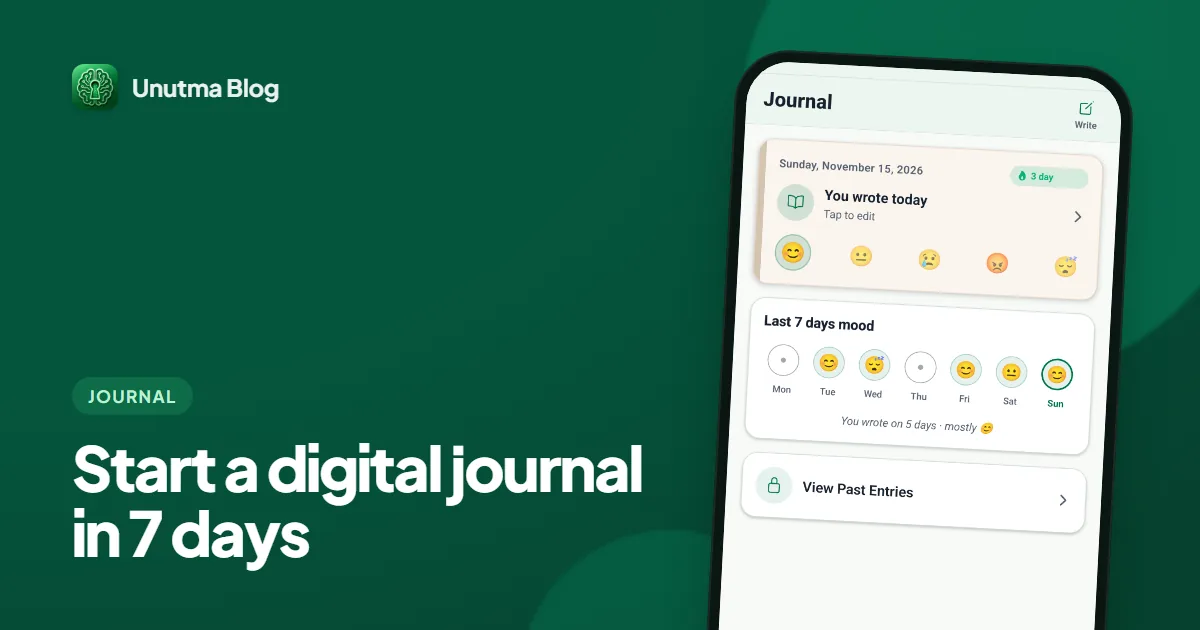 Unutma Blog
JOURNAL
Start a digital journal
in 7 days
Journal
Write
Sunday, November 15, 2026
3 day
You wrote today
Tap to edit
Last 7 days mood
Mon
Tue
Wed
Thu
Fri
Sat
Sun
You wrote on 5 days · mostly 😊
View Past Entries